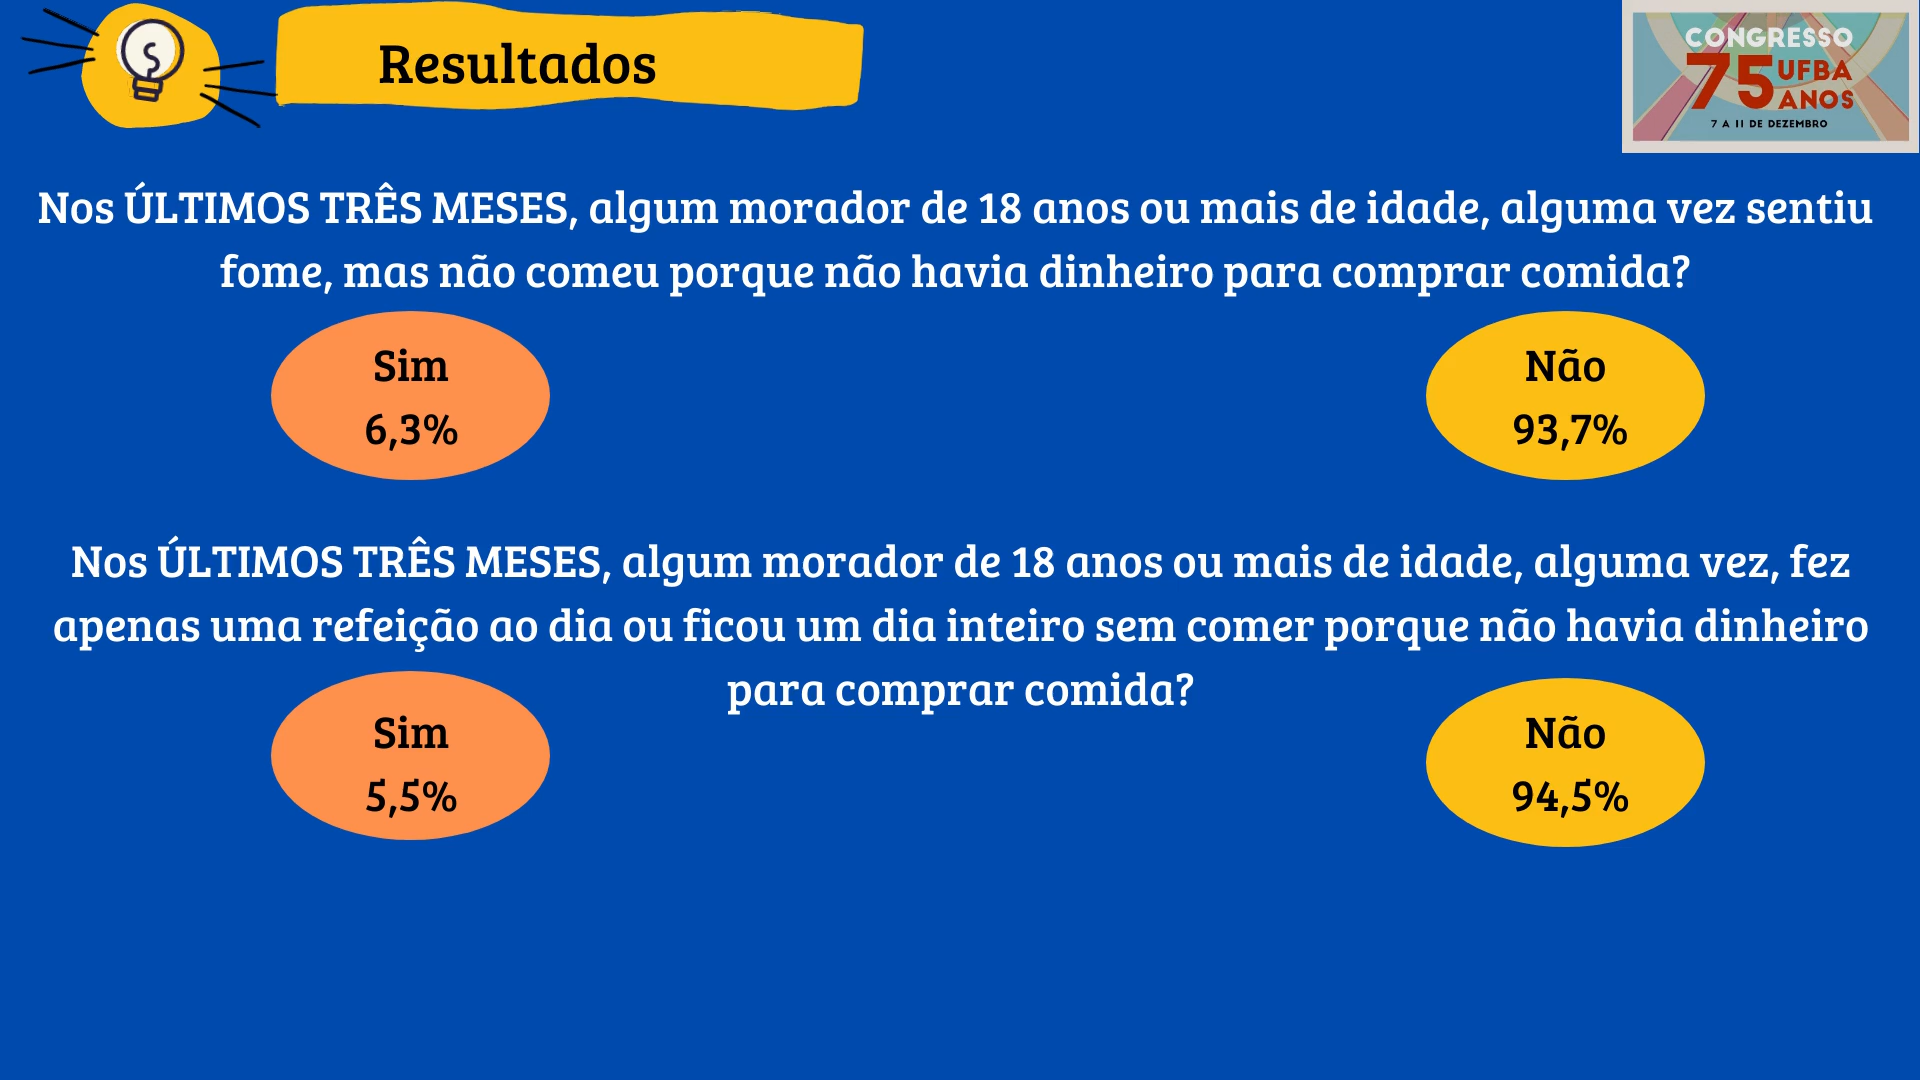 Resultados
CONGRESSO
75 UFBA
ANOS
7 A 11 DE DEZEMBRO
Nos ÚLTIMOS TRÊS MESES, algum morador de 18 anos ou mais de idade, alguma vez sentiu
fome, mas não comeu porque não havia dinheiro para comprar comida?
Sim
6,3%
Não
93,7%
Nos ÚLTIMOS TRÊS MESES, algum morador de 18 anos ou mais de idade, alguma vez, fez
apenas uma refeição ao dia ou ficou um dia inteiro sem comer porque não havia dinheiro
para comprar comida?
Sim
5,5%
Não
94,5%